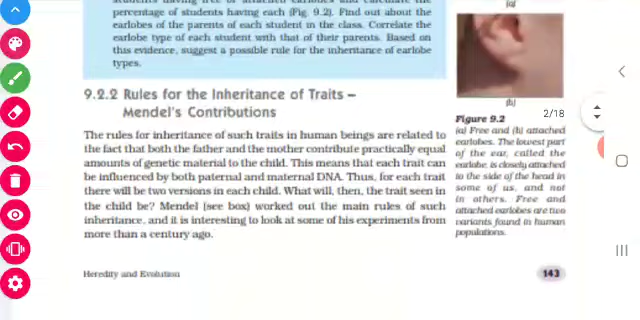 percentage of students having each (Fig. 9.2). Find out about the
earlobes of the parents of each student in the class. Correlate the
earlobe type of each student with that of their parents. Based on
this evidence, suggest a possible rule for the inheritance of earlobe
types.
9.2.2 Rules for the Inheritance of Traits –
Mendel's Contributions
The rules for inheritance of such traits in human beings are related to
the fact that both the father and the mother contribute practically equal
amounts of genetic material to the child. This means that each trait can
be influenced by both paternal and maternal DNA. Thus, for each trait
there will be two versions in each child. What will, then, the trait seen in
the child be? Mendel (see box) worked out the main rules of such
inheritance, and it is interesting to look at some of his experiments from
more than a century ago.
(a)
(b)
2/18
Figure 9.2
(a) Free and (b) attached
earlobes. The lowest part
of the ear, called the
earlobe, is closely attached
to the side of the head in
some of us, and not
in others. Free and
attached earlobes are two
variants found in human
populations.
Heredity and Evolution
143